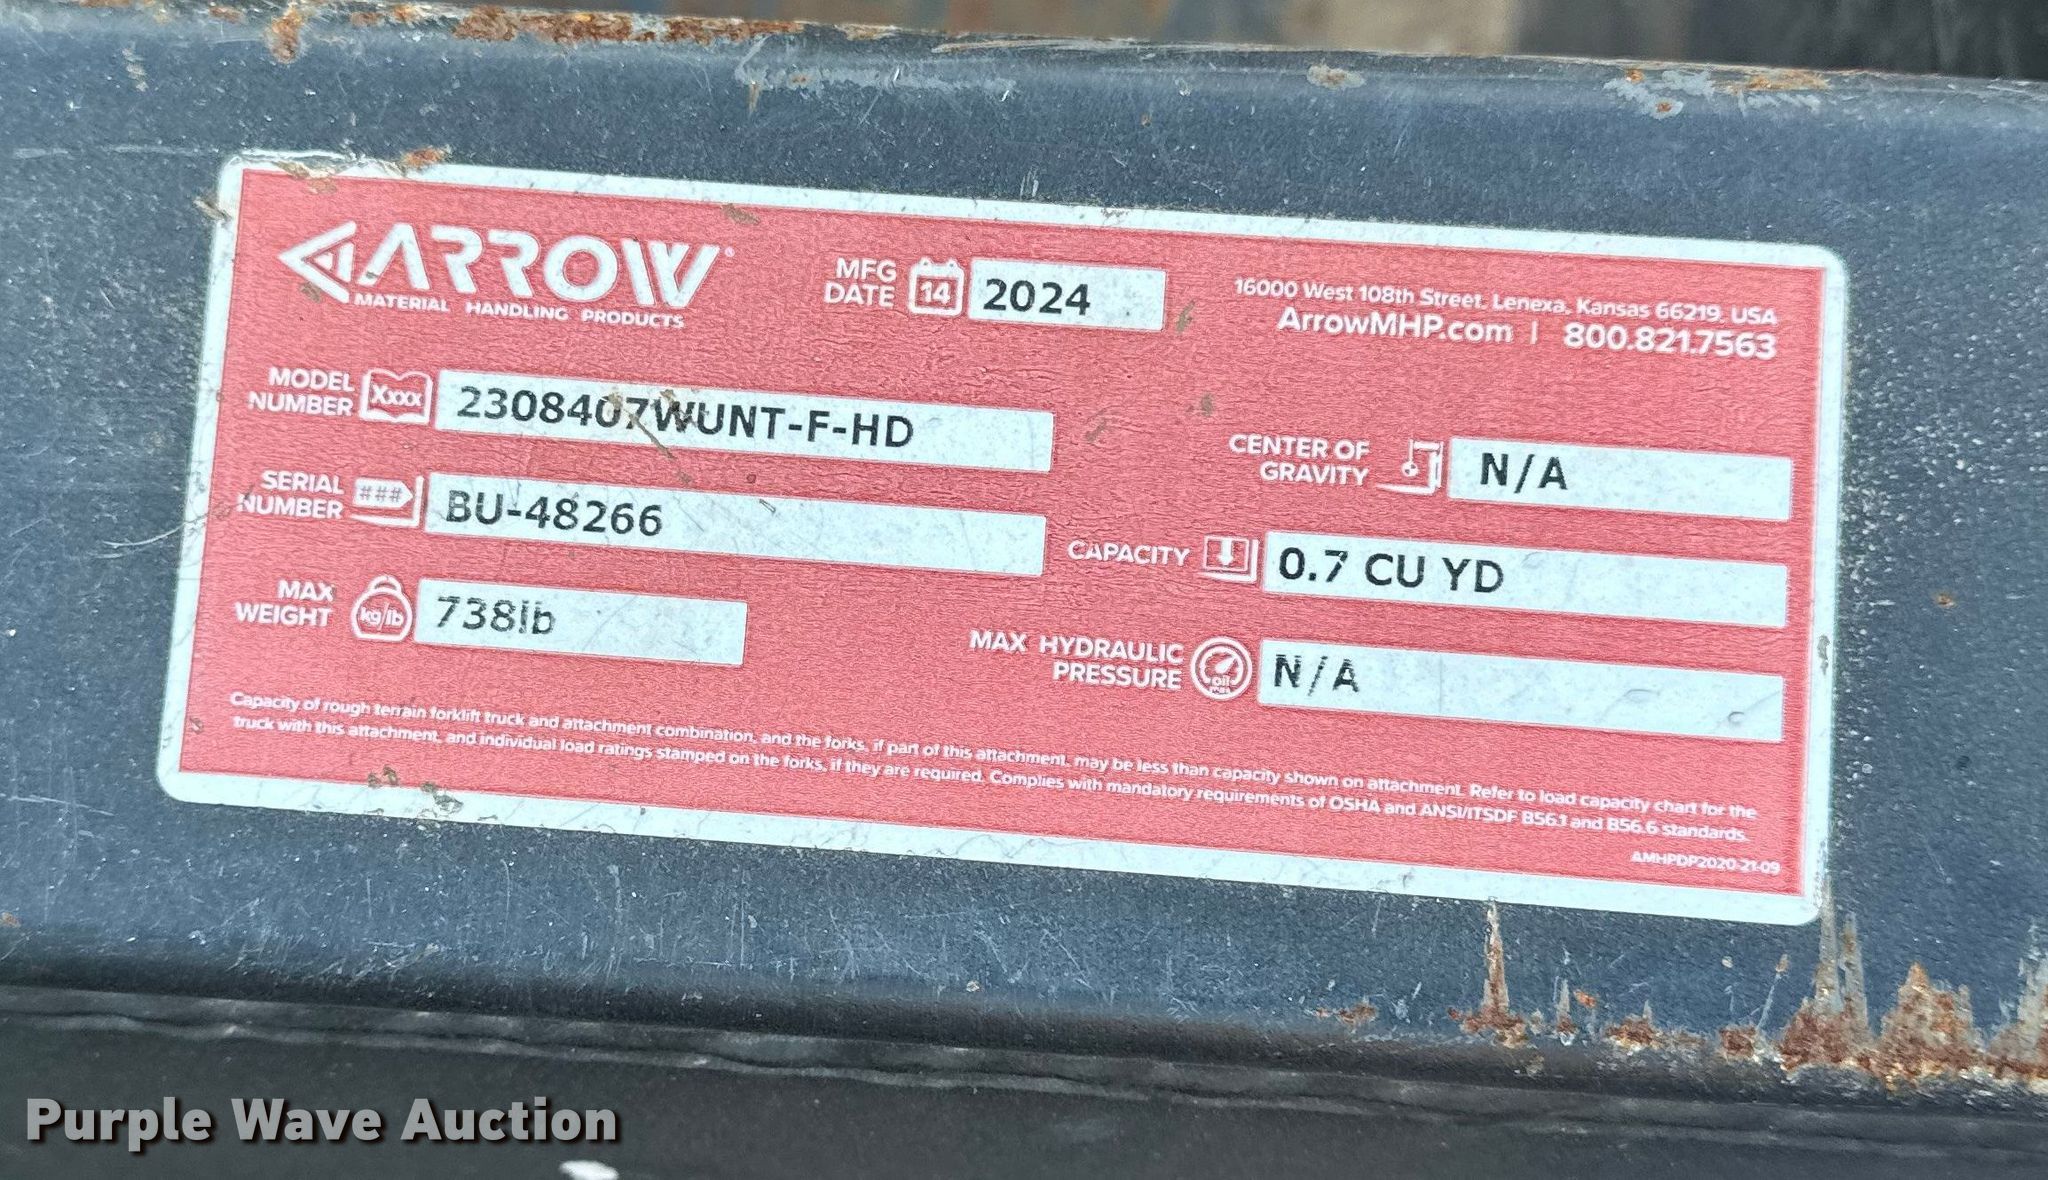 ARROW®
MATERIAL HANDLING PRODUCTS
MFG
DATE
14
2024
16000 West 108th Street, Lenexa, Kansas 66219, USA
ArrowMHP.com | 800.821.7563
MODEL
NUMBER
Xxxx
2308407WUNT-F-HD
SERIAL
NUMBER
###
BU-48266
MAX
WEIGHT
kg/lb
738lb
CENTER OF
GRAVITY
N/A
CAPACITY
0.7 CU YD
MAX HYDRAULIC
PRESSURE
oil
max
N/A
Capacity of rough terrain forklift truck and attachment combination, and the forks, if part of this attachment, may be less than capacity shown on attachment. Refer to load capacity chart for the
truck with this attachment, and individual load ratings stamped on the forks, if they are required. Complies with mandatory requirements of OSHA and ANSI/ITSDF B56.1 and B56.6 standards.
AMHPDP2020-21-09
Purple Wave Auction